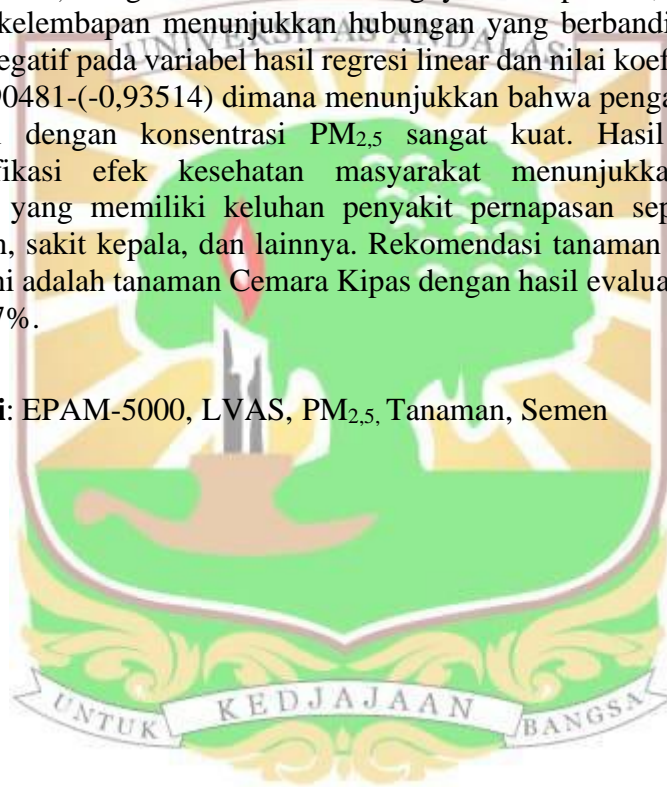 kelembapan menunjukkan hubungan yang berbandi
UNIVERSITAS ANDALAS
egatif pada variabel hasil regresi linear dan nilai koef
90481-(-0,93514) dimana menunjukkan bahwa penga
dengan konsentrasi PM2,5 sangat kuat. Hasil
fikasi efek kesehatan masyarakat menunjukka
yang memiliki keluhan penyakit pernapasan sep
n, sakit kepala, dan lainnya. Rekomendasi tanaman
ni adalah tanaman Cemara Kipas dengan hasil evalua
7%.
i: EPAM-5000, LVAS, PM2,5, Tanaman, Semen
UNTUK KEDJAJAAN BANGSA